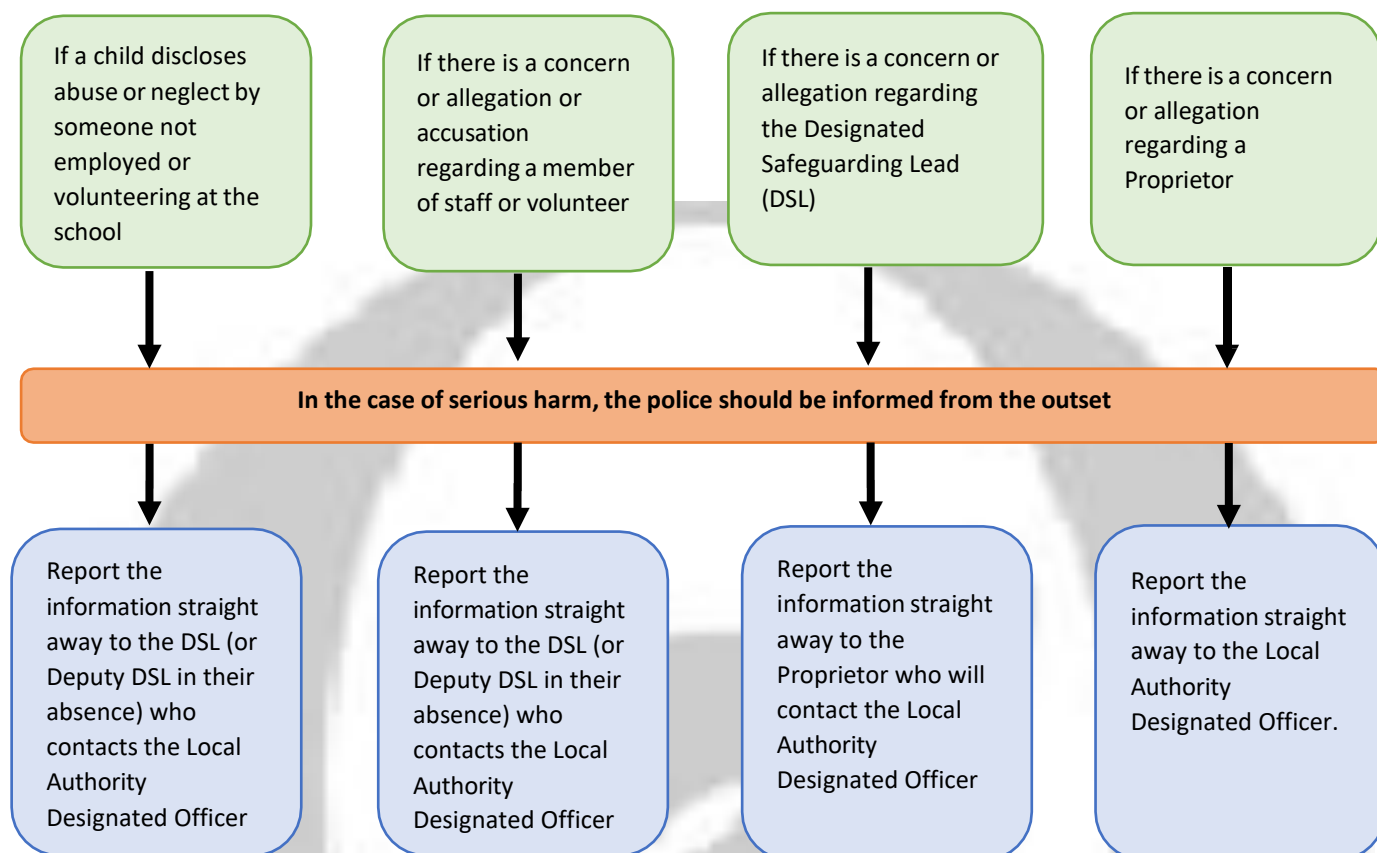 If a child discloses
abuse or neglect by
someone not
employed or
volunteering at the
school
If there is a concern
or allegation or
accusation
regarding a member
of staff or volunteer
If there is a concern or
allegation regarding
the Designated
Safeguarding Lead
(DSL)
If there is a concern
or allegation
regarding a
Proprietor
In the case of serious harm, the police should be informed from the outset
Report the
information straight
away to the DSL (or
Deputy DSL in their
absence) who
contacts the Local
Authority
Designated Officer
Report the
information straight
away to the DSL (or
Deputy DSL in their
absence) who
contacts the Local
Authority
Designated Officer
Report the
information straight
away to the
Proprietor who will
contact the Local
Authority
Designated Officer
Report the
information straight
away to the Local
Authority
Designated Officer.